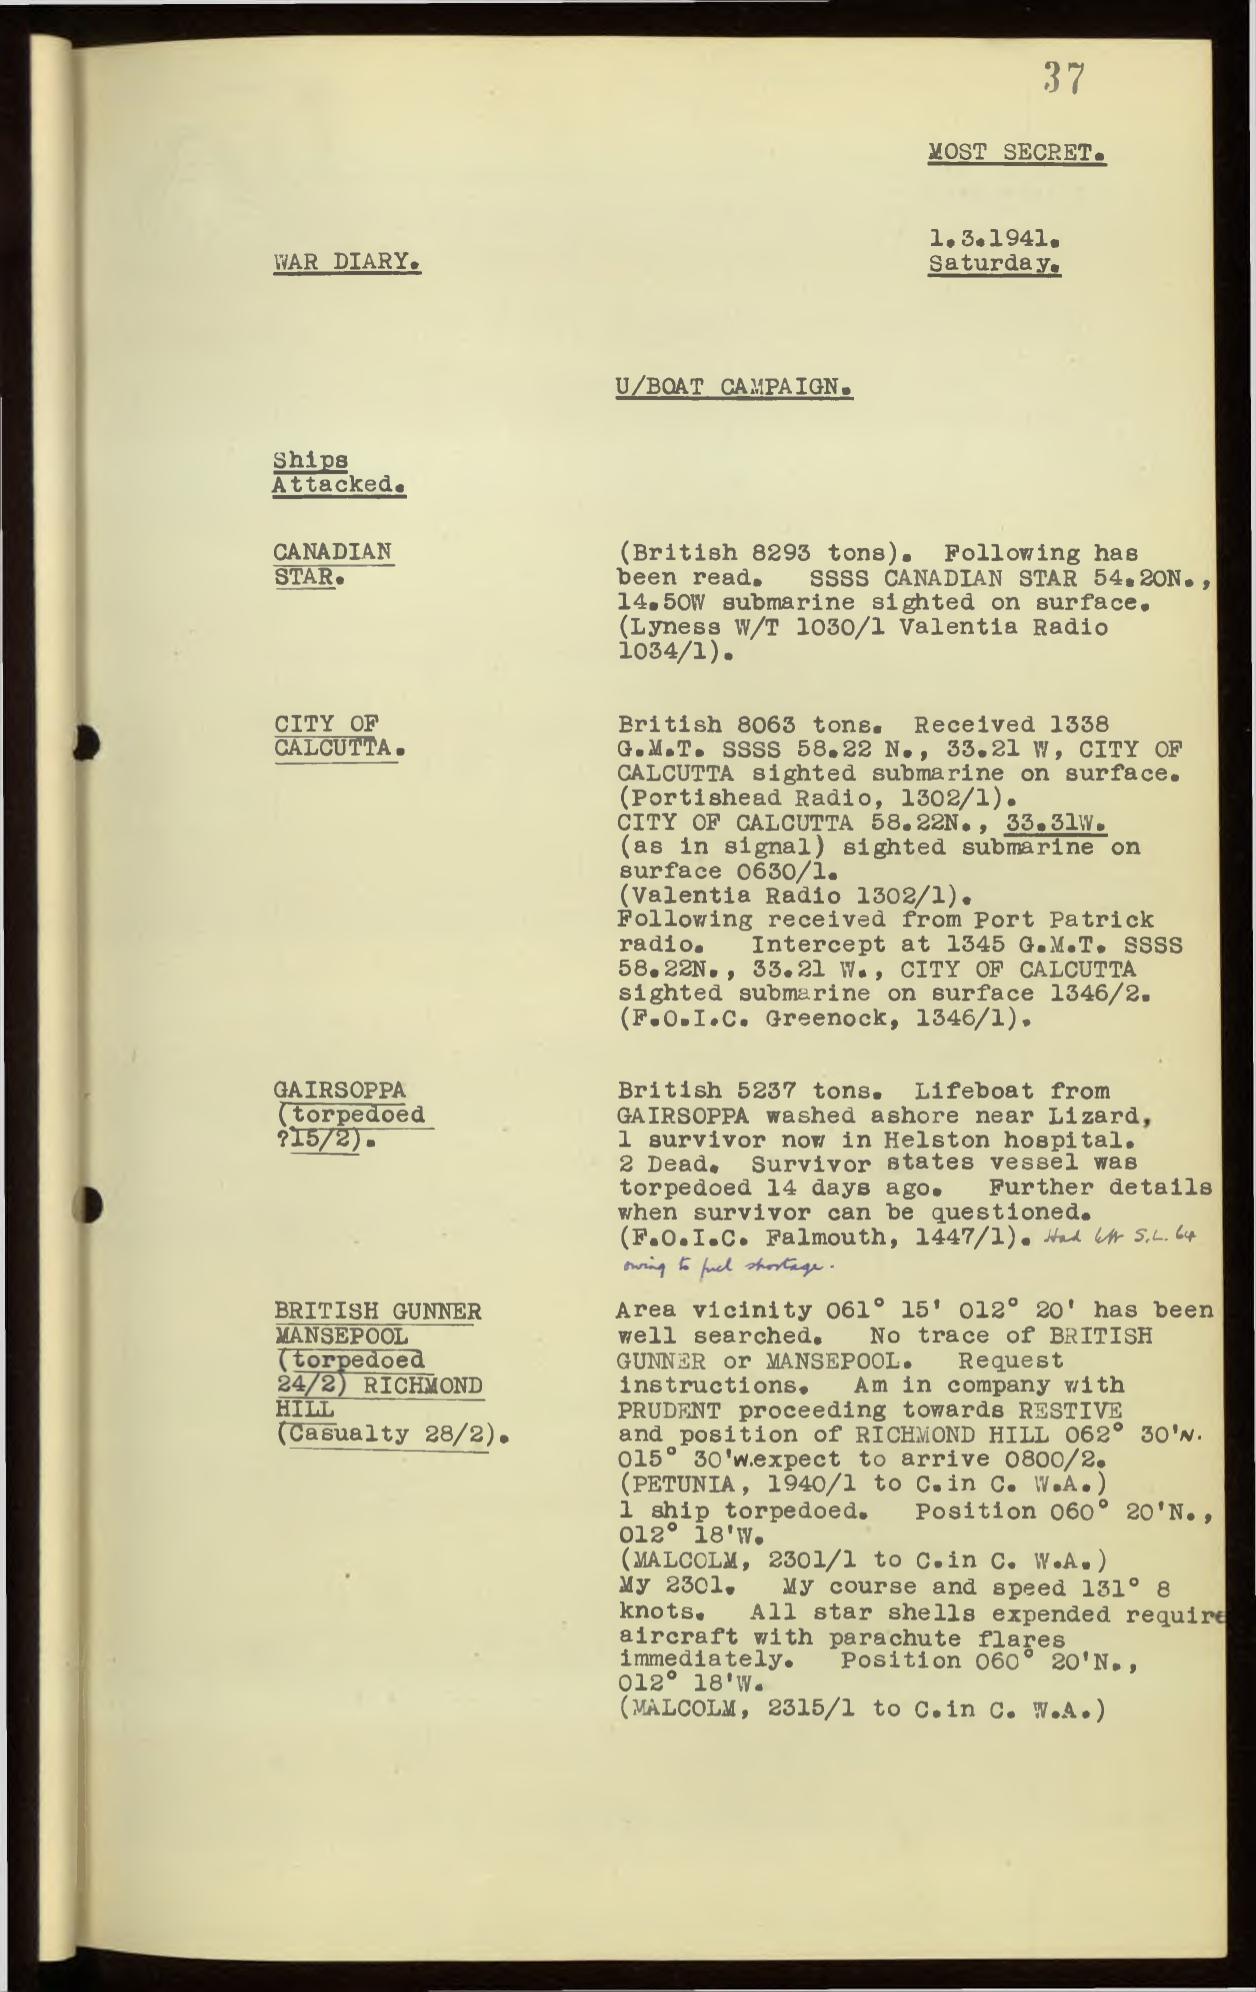 37
MOST SECRET.
1.3.1941.
Saturday.
WAR DIARY.
U/BOAT CAMPAIGN.
Ships
Attacked.
CANADIAN
STAR.
(British 8293 tons). Following has
been read. SSSS CANADIAN STAR 54.20N.,
14.50W submarine sighted on surface.
(Lyness W/T 1030/1 Valentia Radio
1034/1).
CITY OF
CALCUTTA.
British 8063 tons. Received 1338
G.M.T. SSSS 58.22 N., 33.21 W, CITY OF
CALCUTTA sighted submarine on surface.
(Portishead Radio, 1302/1).
CITY OF CALCUTTA 58.22N., 33.31W.
(as in signal) sighted submarine on
surface 0630/1.
(Valentia Radio 1302/1).
Following received from Port Patrick
radio. Intercept at 1345 G.M.T. SSSS
58.22N., 33.21 W., CITY OF CALCUTTA
sighted submarine on surface 1346/2.
(F.O.I.C. Greenock, 1346/1).
GAIRSOPPA
(torpedoed
?15/2).
British 5237 tons. Lifeboat from
GAIRSOPPA washed ashore near Lizard,
1 survivor now in Helston hospital.
2 Dead. Survivor states vessel was
torpedoed 14 days ago. Further details
when survivor can be questioned.
(F.O.I.C. Falmouth, 1447/1). Had left S.L. 64
owing to fuel shortage.
BRITISH GUNNER
MANSEPOOL
(torpedoed
24/2) RICHMOND
HILL
(Casualty 28/2).
Area vicinity 061° 15' 012° 20' has been
well searched. No trace of BRITISH
GUNNER or MANSEPOOL. Request
instructions. Am in company with
PRUDENT proceeding towards RESTIVE
and position of RICHMOND HILL 062° 30'N.
015° 30'W.expect to arrive 0800/2.
(PETUNIA, 1940/1 to C.in C. W.A.)
1 ship torpedoed. Position 060° 20'N.,
012° 18'W.
(MALCOLM, 2301/1 to C.in C. W.A.)
My 2301. My course and speed 131° 8
knots. All star shells expended require
aircraft with parachute flares
immediately. Position 060° 20'N.,
012° 18'W.
(MALCOLM, 2315/1 to C.in C. W.A.)